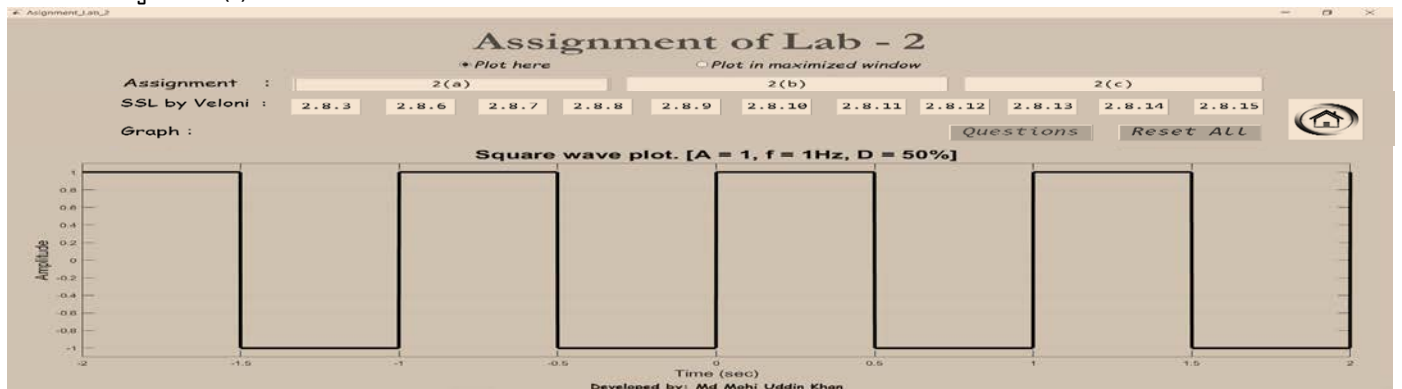 Asignment_Lab_2
Assignment of Lab - 2
Plot here Plot in maximized window
Assignment : 2(a) 2(b) 2(c)
SSL by Veloni : 2.8.3 2.8.6 2.8.7 2.8.8 2.8.9 2.8.10 2.8.11 2.8.12 2.8.13 2.8.14 2.8.15
Graph : Questions Reset ALL
Square wave plot. [A = 1, f = 1Hz, D = 50%]
1
0.8
0.6
0.4
0.2
0
-0.2
-0.4
-0.6
-0.8
-1
Amplitude
-2 -1.5 -1 -0.5 0 0.5 1 1.5 2
Time (sec)
Developed by: Md Mohi Uddin Khan